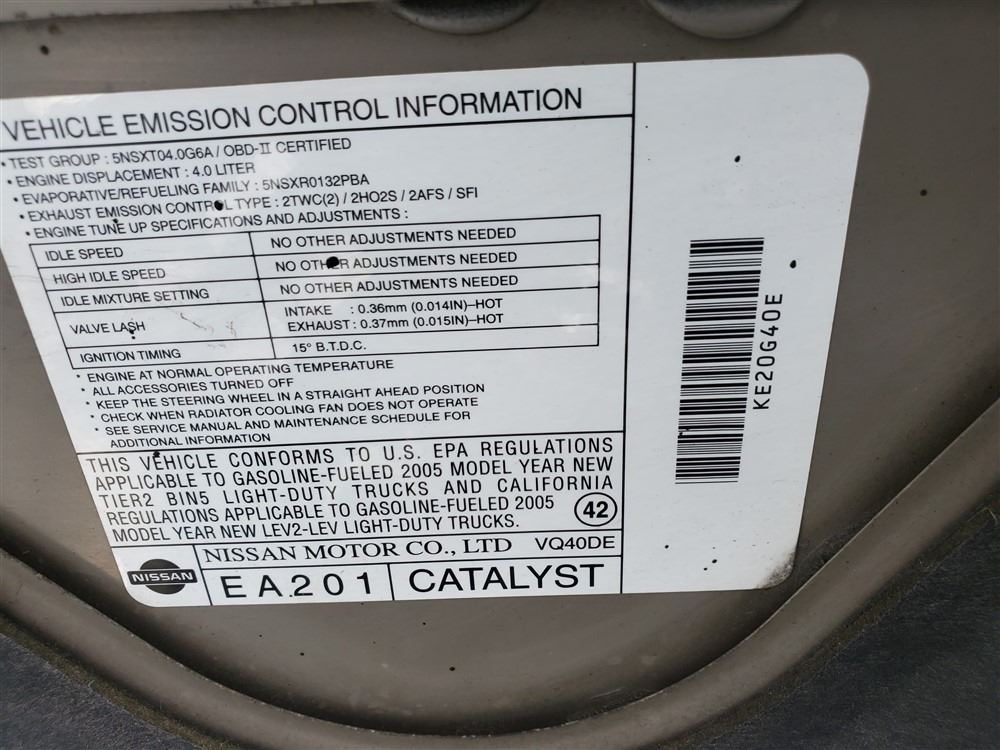 VEHICLE EMISSION CONTROL INFORMATION
• TEST GROUP : 5NSXT04.0G6A / OBD-II CERTIFIED
• ENGINE DISPLACEMENT : 4.0 LITER
• EVAPORATIVE/REFUELING FAMILY : 5NSXR0132PBA
• EXHAUST EMISSION CONTROL TYPE : 2TWC(2) / 2HO2S / 2AFS / SFI
• ENGINE TUNE UP SPECIFICATIONS AND ADJUSTMENTS :
IDLE SPEED NO OTHER ADJUSTMENTS NEEDED
HIGH IDLE SPEED NO OTHER ADJUSTMENTS NEEDED
IDLE MIXTURE SETTING NO OTHER ADJUSTMENTS NEEDED
VALVE LASH INTAKE : 0.36mm (0.014IN)–HOT
EXHAUST : 0.37mm (0.015IN)–HOT
IGNITION TIMING 15° B.T.D.C.
* ENGINE AT NORMAL OPERATING TEMPERATURE
* ALL ACCESSORIES TURNED OFF
* KEEP THE STEERING WHEEL IN A STRAIGHT AHEAD POSITION
* CHECK WHEN RADIATOR COOLING FAN DOES NOT OPERATE
* SEE SERVICE MANUAL AND MAINTENANCE SCHEDULE FOR
ADDITIONAL INFORMATION
THIS VEHICLE CONFORMS TO U.S. EPA REGULATIONS
APPLICABLE TO GASOLINE-FUELED 2005 MODEL YEAR NEW
TIER2 BIN5 LIGHT-DUTY TRUCKS AND CALIFORNIA
REGULATIONS APPLICABLE TO GASOLINE-FUELED 2005
MODEL YEAR NEW LEV2-LEV LIGHT-DUTY TRUCKS.
42
NISSAN
NISSAN MOTOR CO., LTD VQ40DE
EA201 CATALYST
KE20G40E